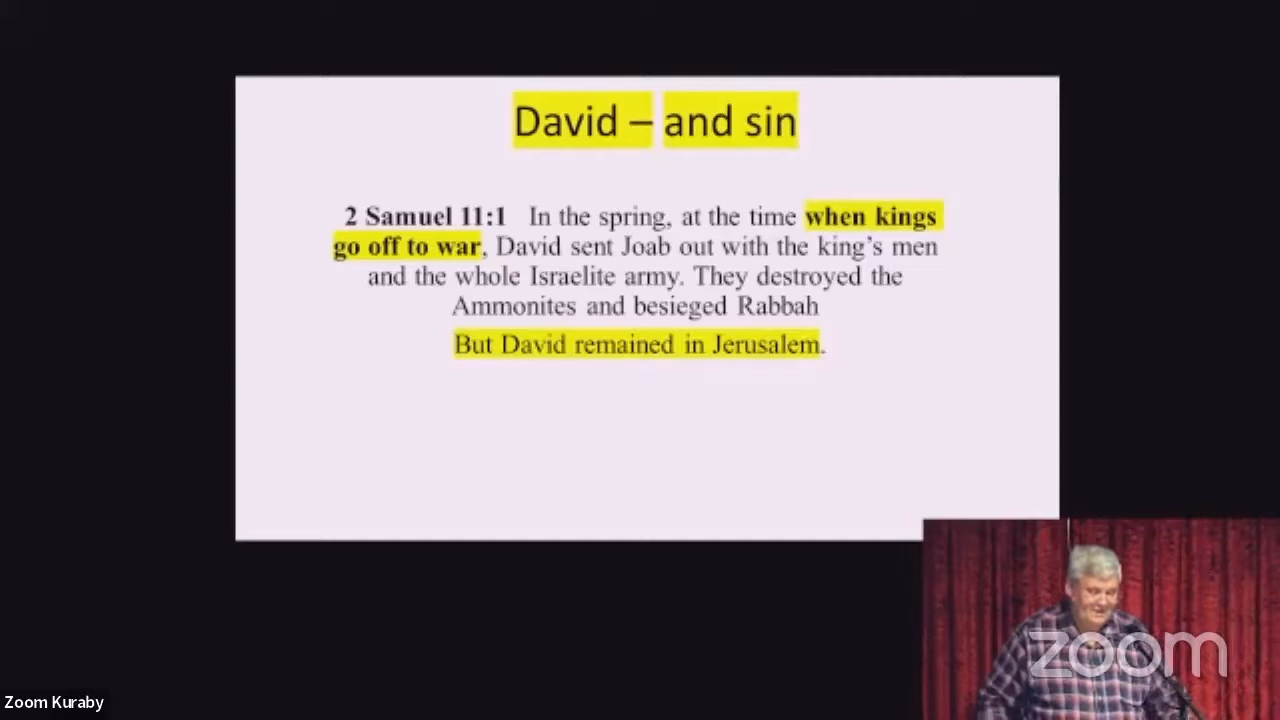 David – and sin
2 Samuel 11:1 In the spring, at the time when kings
go off to war, David sent Joab out with the king's men
and the whole Israelite army. They destroyed the
Ammonites and besieged Rabbah
But David remained in Jerusalem.
zoom
Zoom Kuraby